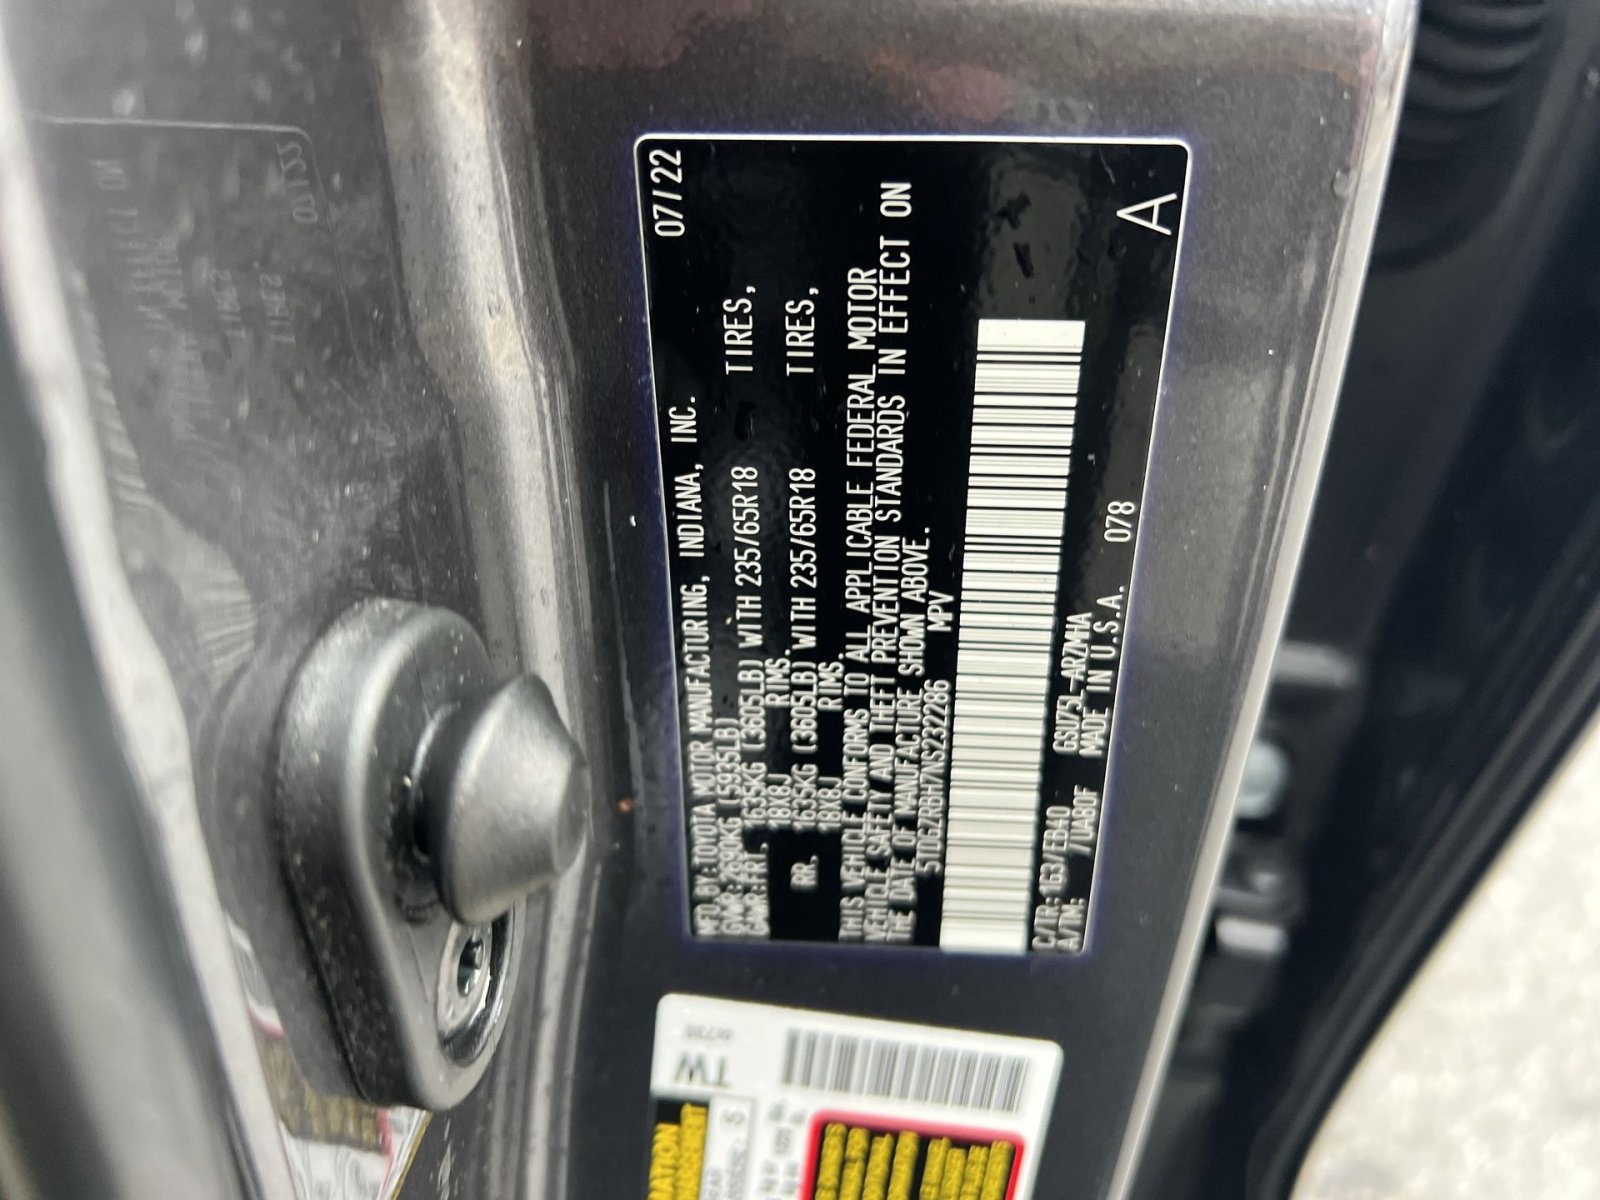 07/22
MFD.BY:TOYOTA MOTOR MANUFACTURING, INDIANA, INC.
GVWR:2690KG (5935LB)
GAWR:FRT. 1635KG (3605LB) WITH 235/65R18 TIRES,
18X8J RIMS.
RR. 1635KG (3605LB) WITH 235/65R18 TIRES,
18X8J RIMS.
THIS VEHICLE CONFORMS TO ALL APPLICABLE FEDERAL MOTOR
VEHICLE SAFETY AND THEFT PREVENTION STANDARDS IN EFFECT ON
THE DATE OF MANUFACTURE SHOWN ABOVE.
5TDGZRBH7NS232286 MPV
C/TR:1G3/EB40 GSU75L-ARZMHA
A/TM: /UA80F MADE IN U.S.A. 078
A
TW